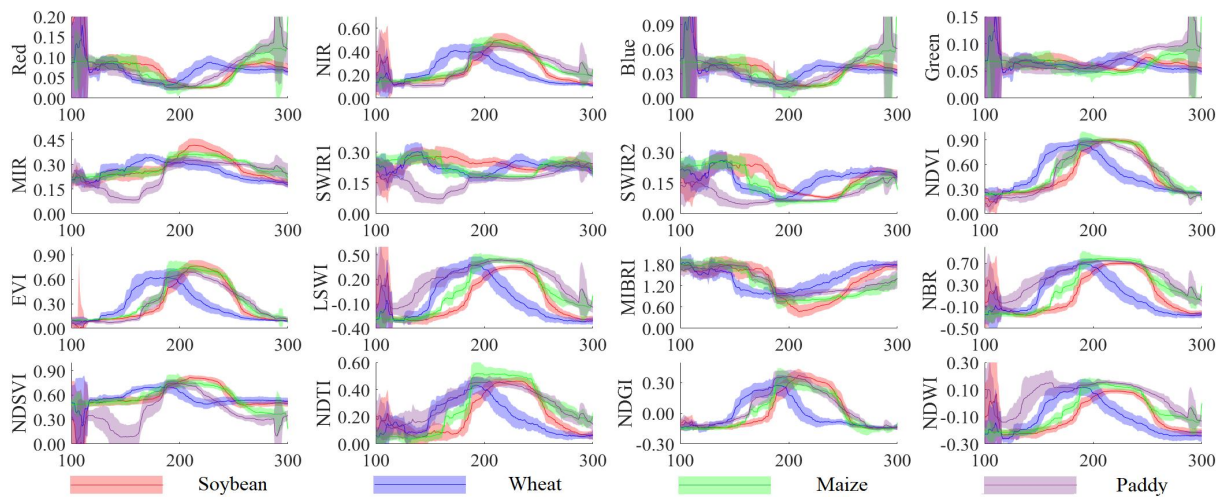 Red
0.20
0.15
0.10
0.05
0.00
100 200 300
NIR
0.60
0.40
0.20
0.00
100 200 300
Blue
0.09
0.06
0.03
0.00
100 200 300
Green
0.15
0.10
0.05
0.00
100 200 300
MIR
0.45
0.30
0.15
0.00
100 200 300
SWIR1
0.30
0.15
0.00
100 200 300
SWIR2
0.30
0.15
0.00
100 200 300
NDVI
0.90
0.60
0.30
0.00
100 200 300
EVI
0.90
0.60
0.30
0.00
100 200 300
LSWI
0.50
0.20
-0.10
-0.40
100 200 300
MIBRI
1.80
1.20
0.60
0.00
100 200 300
NBR
0.70
0.30
-0.10
-0.50
100 200 300
NDSVI
0.90
0.60
0.30
0.00
100 200 300
NDTI
0.60
0.40
0.20
0.00
100 200 300
NDGI
0.30
0.00
-0.30
100 200 300
NDWI
0.30
0.10
-0.10
-0.30
100 200 300
Soybean Wheat Maize Paddy